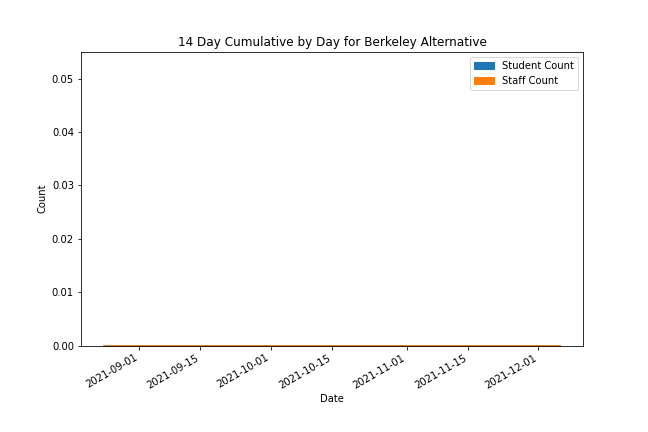 14 Day Cumulative by Day for Berkeley Alternative
Student Count
Staff Count
0.05
0.04
0.03
0.02
0.01
0.00
Count
2021-09-01
2021-09-15
2021-10-01
2021-10-15
2021-11-01
2021-11-15
2021-12-01
Date